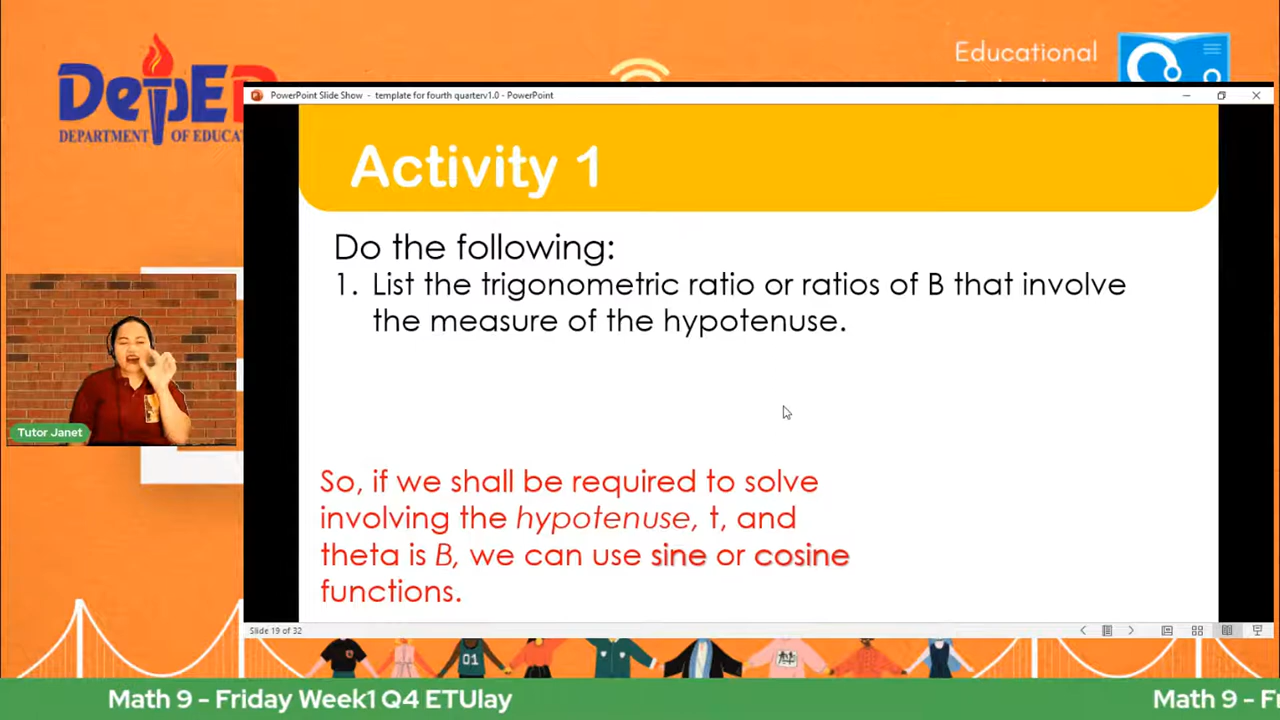 DepED
DEPARTMENT OF EDUCA
Educational
PowerPoint Slide Show - template for fourth quarterv1.0 - PowerPoint
Activity 1
Do the following:
1. List the trigonometric ratio or ratios of B that involve
the measure of the hypotenuse.
Tutor Janet
So, if we shall be required to solve
involving the hypotenuse, t, and
theta is B, we can use sine or cosine
functions.
Slide 19 of 32
01
Math 9 - Friday Week1 Q4 ETUlay
Math 9 - F